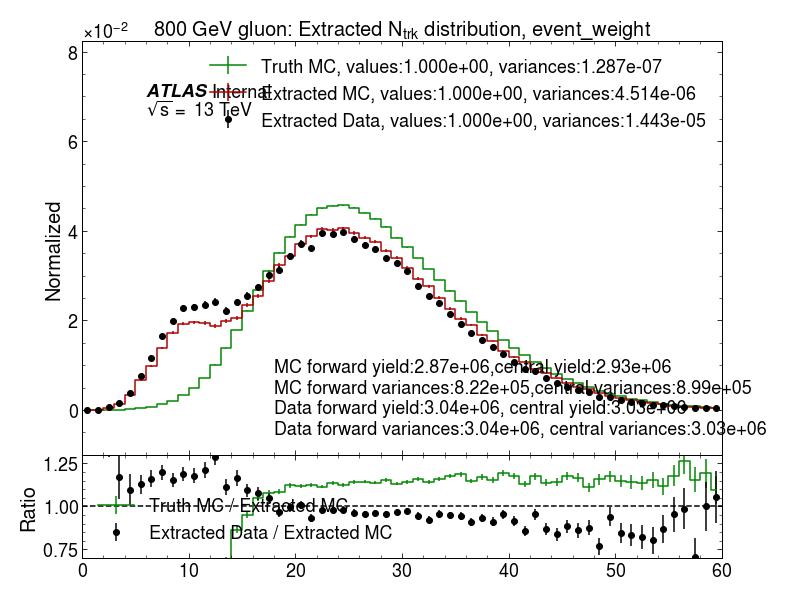 ×10⁻²
800 GeV gluon: Extracted N_trk distribution, event_weight
8
6
4
2
0
Normalized
Truth MC, values:1.000e+00, variances:1.287e-07
ATLAS Internal
Extracted MC, values:1.000e+00, variances:4.514e-06
√s = 13 TeV
Extracted Data, values:1.000e+00, variances:1.443e-05
MC forward yield:2.87e+06,central yield:2.93e+06
MC forward variances:8.22e+05,central variances:8.99e+05
Data forward yield:3.04e+06, central yield:3.03e+06
Data forward variances:3.04e+06, central variances:3.03e+06
1.25
1.00
0.75
Ratio
Truth MC / Extracted MC
Extracted Data / Extracted MC
0 10 20 30 40 50 60